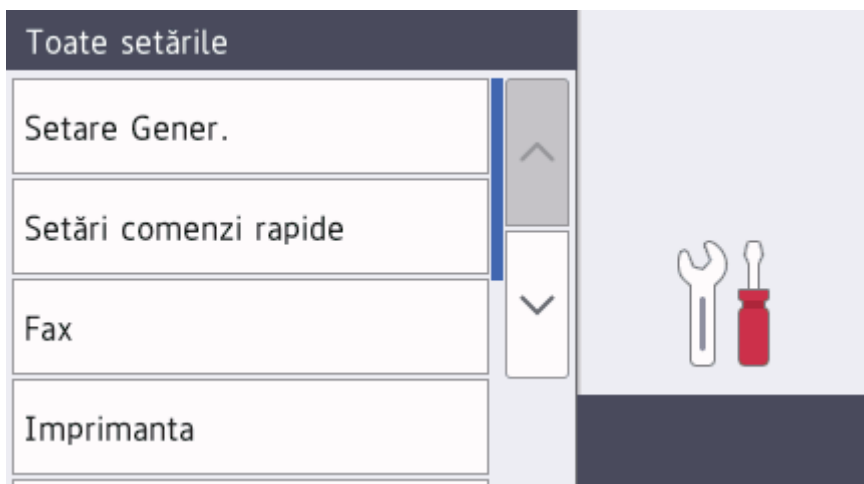 Toate setările
Setare Gener.
Setări comenzi rapide
Fax
Imprimanta